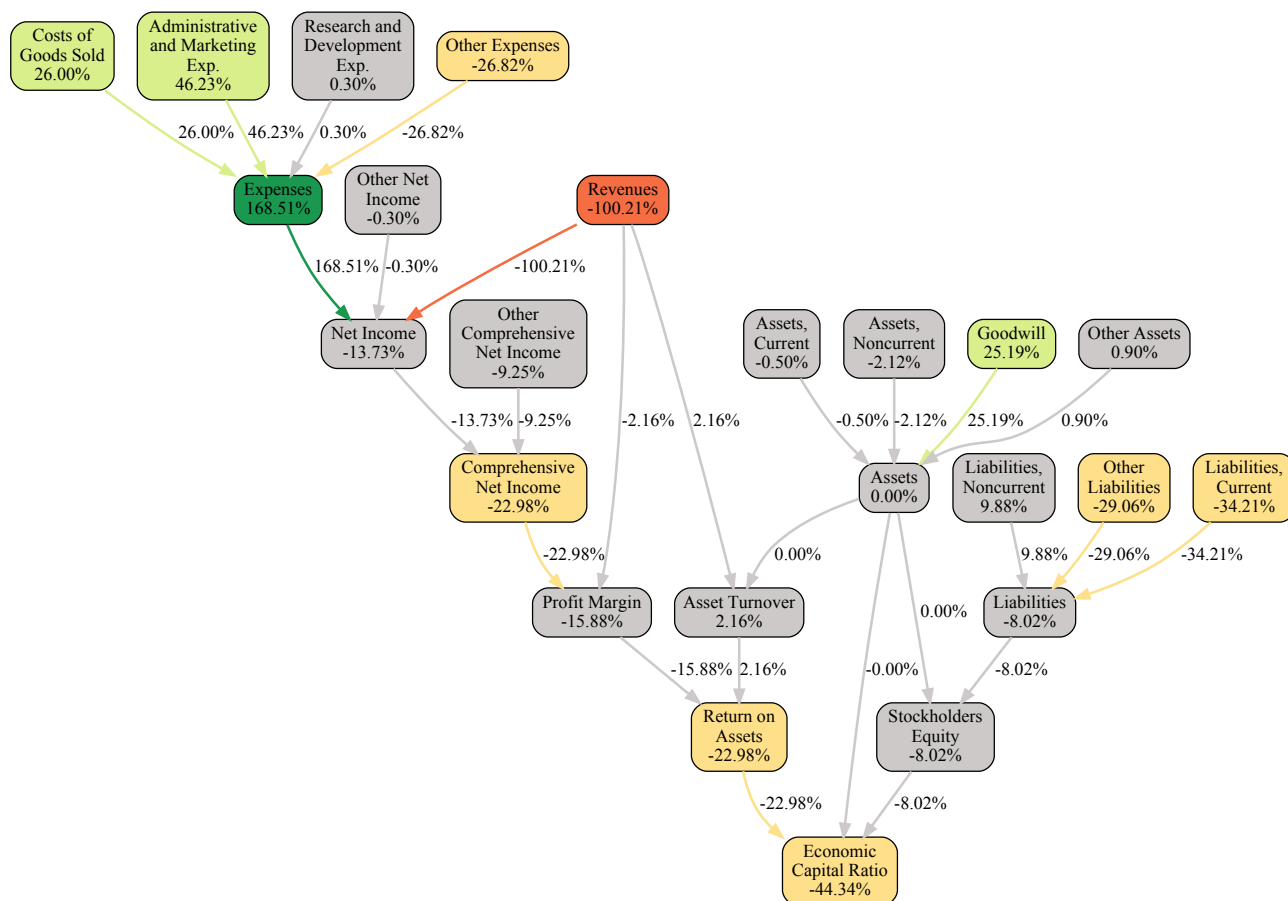 Costs of
Goods Sold
26.00%
Administrative
and Marketing
Exp.
46.23%
Research and
Development
Exp.
0.30%
Other Expenses
-26.82%
26.00%
46.23%
0.30%
-26.82%
Expenses
168.51%
Other Net
Income
-0.30%
Revenues
-100.21%
168.51%
-0.30%
-100.21%
Net Income
-13.73%
Other
Comprehensive
Net Income
-9.25%
Assets,
Current
-0.50%
Assets,
Noncurrent
-2.12%
Goodwill
25.19%
Other Assets
0.90%
-13.73%
-9.25%
-2.16%
2.16%
-0.50%
-2.12%
25.19%
0.90%
Comprehensive
Net Income
-22.98%
Assets
0.00%
Liabilities,
Noncurrent
9.88%
Other
Liabilities
-29.06%
Liabilities,
Current
-34.21%
-22.98%
0.00%
9.88%
-29.06%
-34.21%
Profit Margin
-15.88%
Asset Turnover
2.16%
0.00%
Liabilities
-8.02%
-15.88%
2.16%
-0.00%
-8.02%
Return on
Assets
-22.98%
Stockholders
Equity
-8.02%
-22.98%
-8.02%
Economic
Capital Ratio
-44.34%